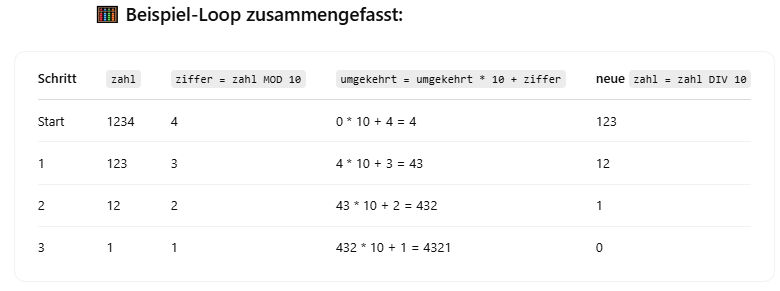 🧮 Beispiel-Loop zusammengefasst:
Schritt zahl ziffer = zahl MOD 10 umgekehrt = umgekehrt * 10 + ziffer neue zahl = zahl DIV 10
Start 1234 4 0 * 10 + 4 = 4 123
1 123 3 4 * 10 + 3 = 43 12
2 12 2 43 * 10 + 2 = 432 1
3 1 1 432 * 10 + 1 = 4321 0